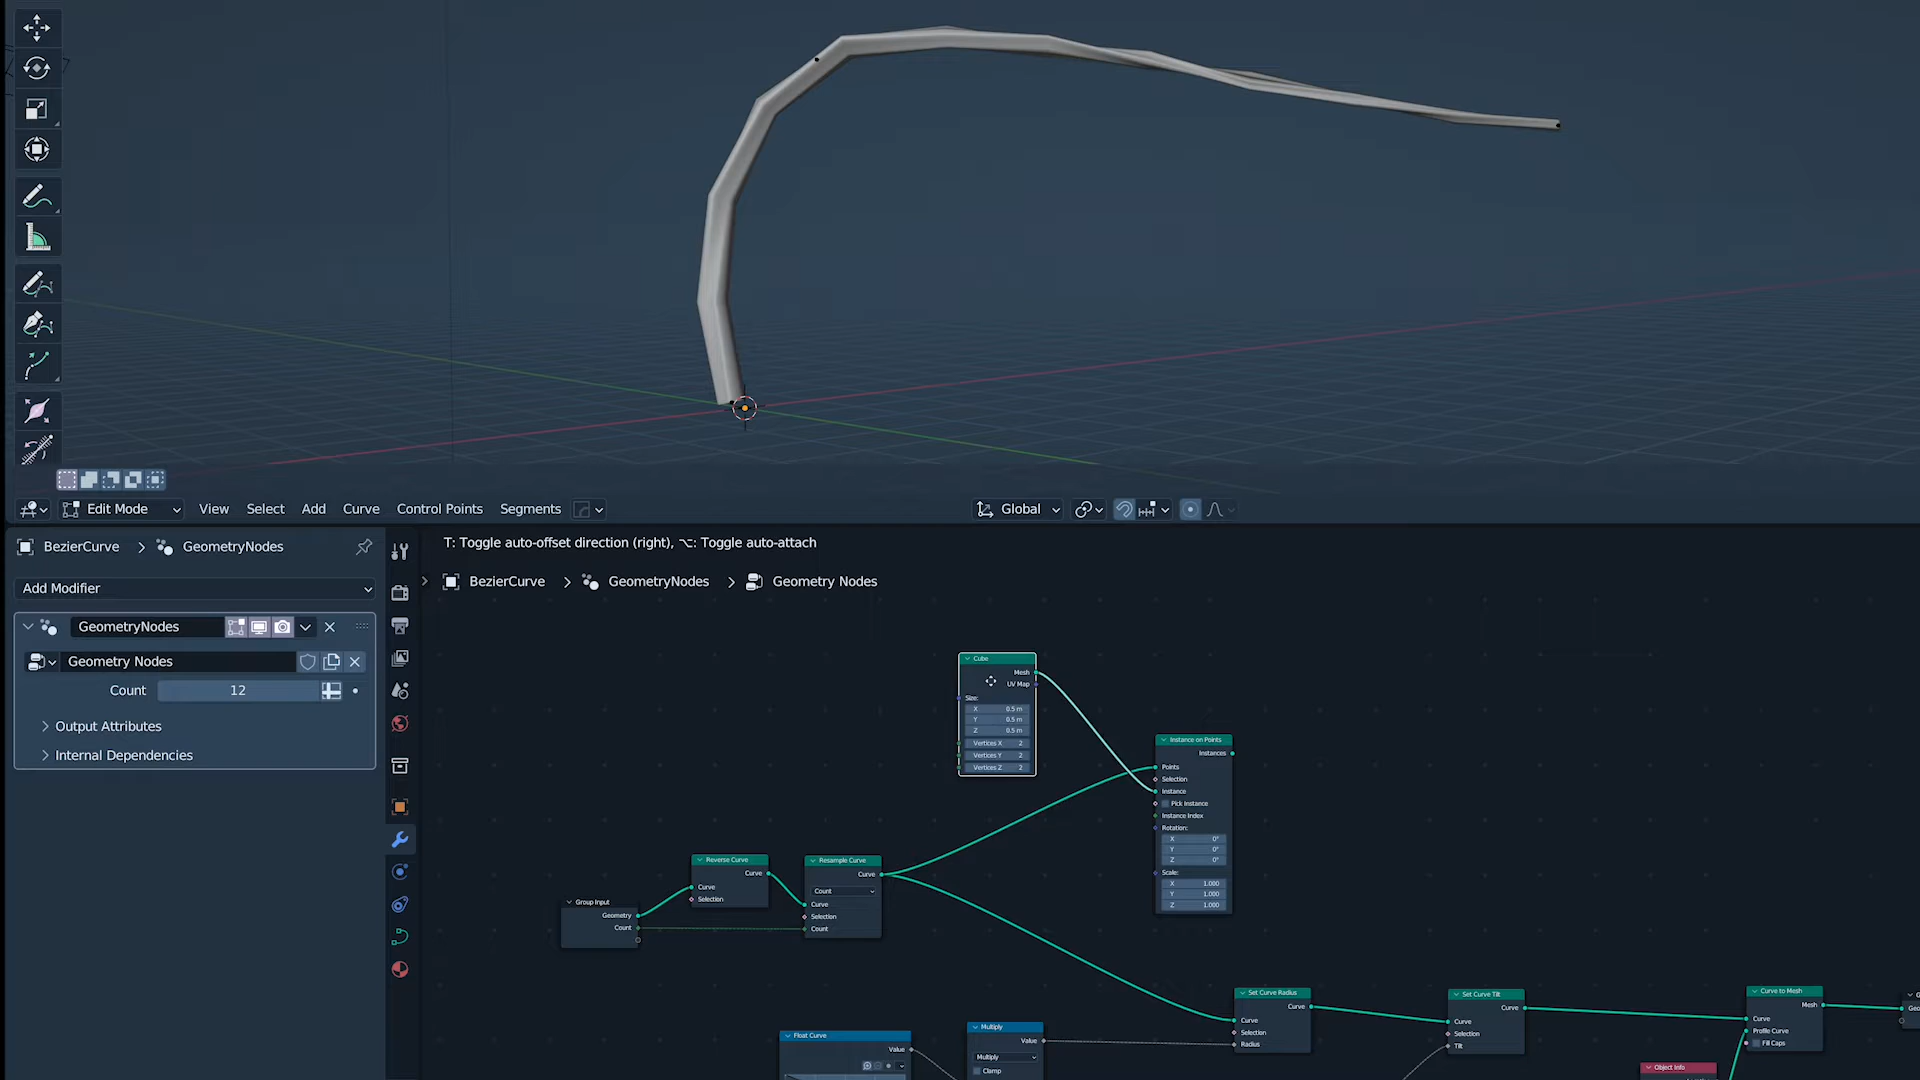 Edit Mode
View
Select
Add
Curve
Control Points
Segments
Global
BezierCurve
GeometryNodes
Add Modifier
GeometryNodes
Geometry Nodes
Count
12
Output Attributes
Internal Dependencies
T: Toggle auto-offset direction (right), ⌥: Toggle auto-attach
BezierCurve
GeometryNodes
Geometry Nodes
Cube
Mesh
UV Map
Size:
X 0.5 m
Y 0.5 m
Z 0.5 m
Vertices X 2
Vertices Y 2
Vertices Z 2
Instance on Points
Instances
Points
Selection
Instance
Pick Instance
Instance Index
Rotation:
X 0°
Y 0°
Z 0°
Scale:
X 1.000
Y 1.000
Z 1.000
Group Input
Geometry
Count
Reverse Curve
Curve
Curve
Selection
Resample Curve
Curve
Count
Curve
Selection
Count
Float Curve
Value
Multiply
Value
Multiply
Clamp
Set Curve Radius
Curve
Curve
Selection
Radius
Set Curve Tilt
Curve
Curve
Selection
Tilt
Curve to Mesh
Mesh
Curve
Profile Curve
Fill Caps
Object Info